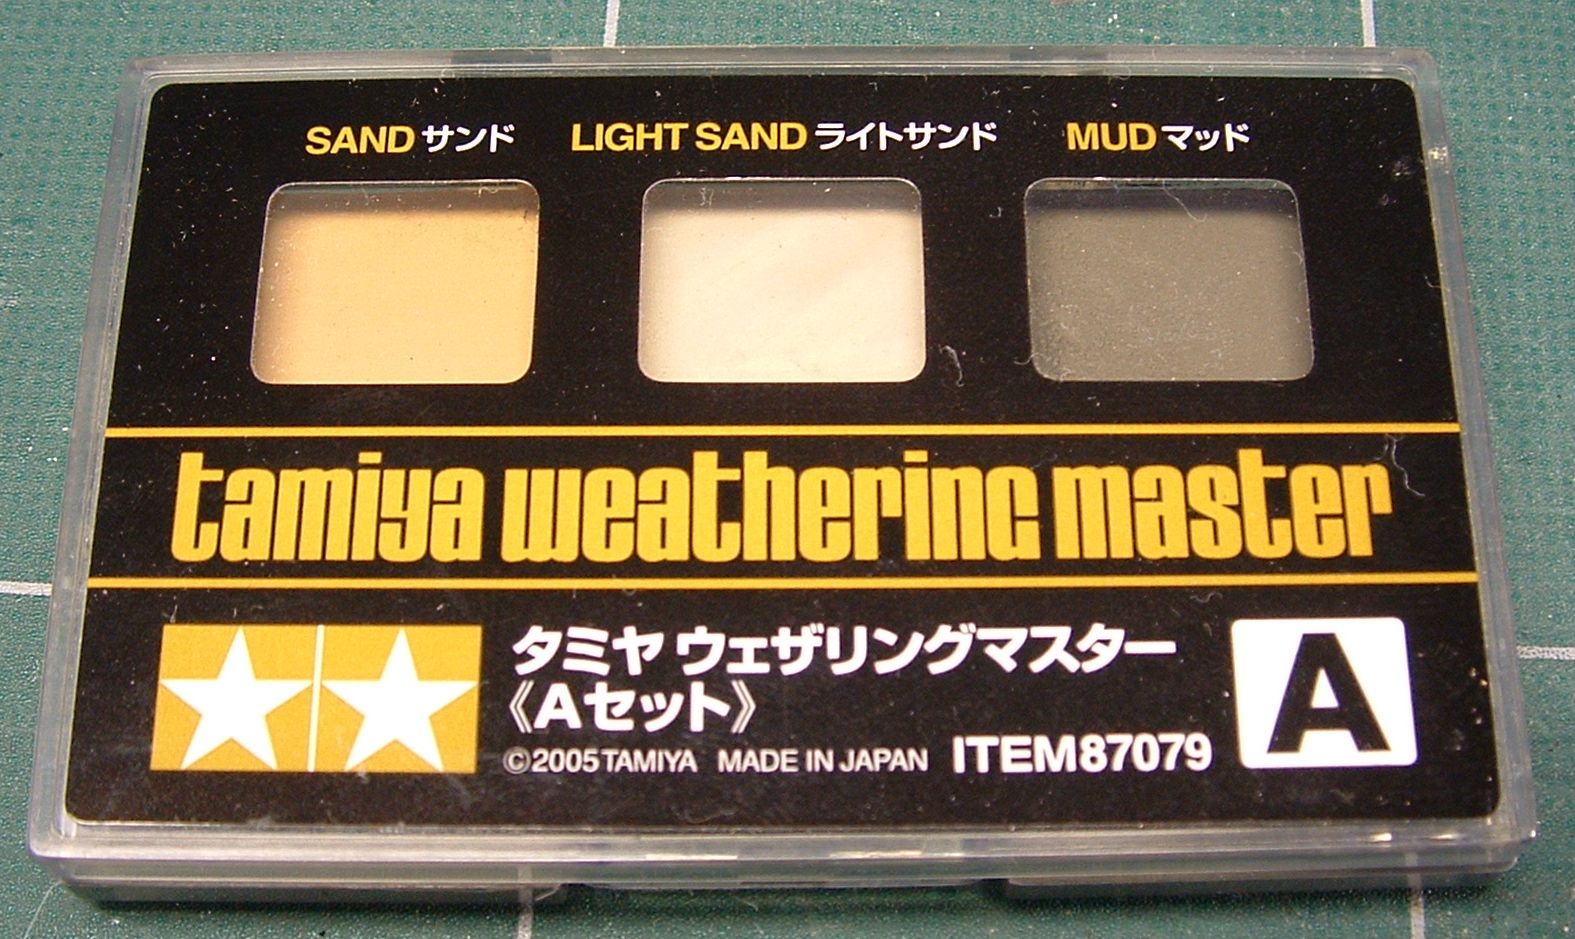 SAND サンド LIGHT SAND ライトサンド MUD マッド
tamiya weathering master
タミヤ ウェザリングマスター
《Aセット》
©2005 TAMIYA MADE IN JAPAN ITEM 87079
A